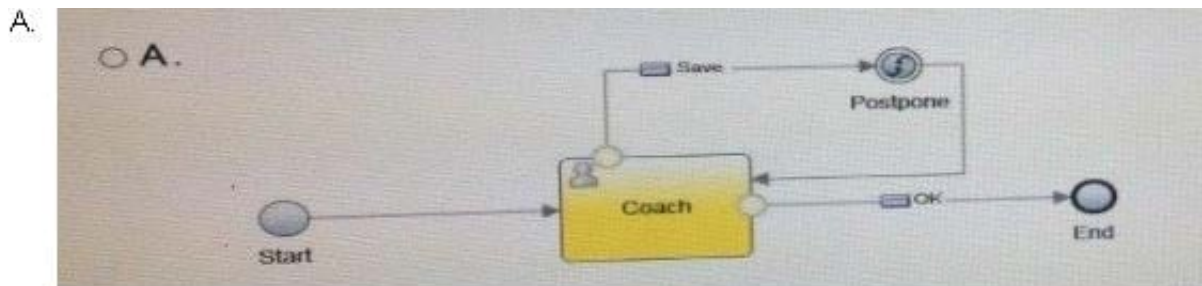 A.
A.
Save
Postpone
Coach
OK
Start
End